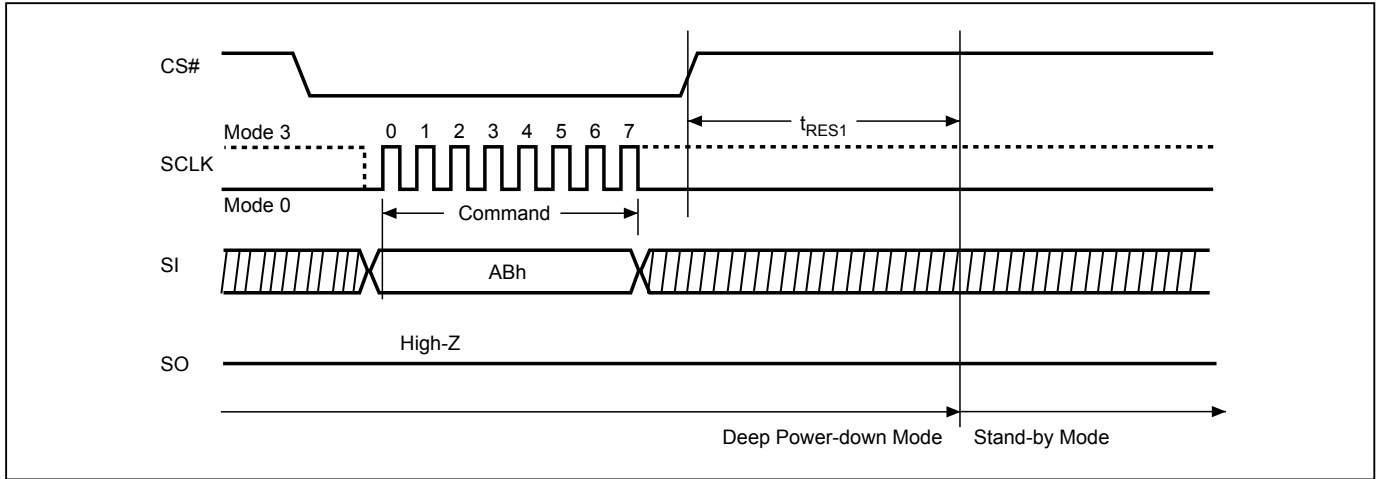 CS#
t_RES1
Mode 3
0 1 2 3 4 5 6 7
SCLK
Mode 0
Command
SI
ABh
High-Z
SO
Deep Power-down Mode
Stand-by Mode